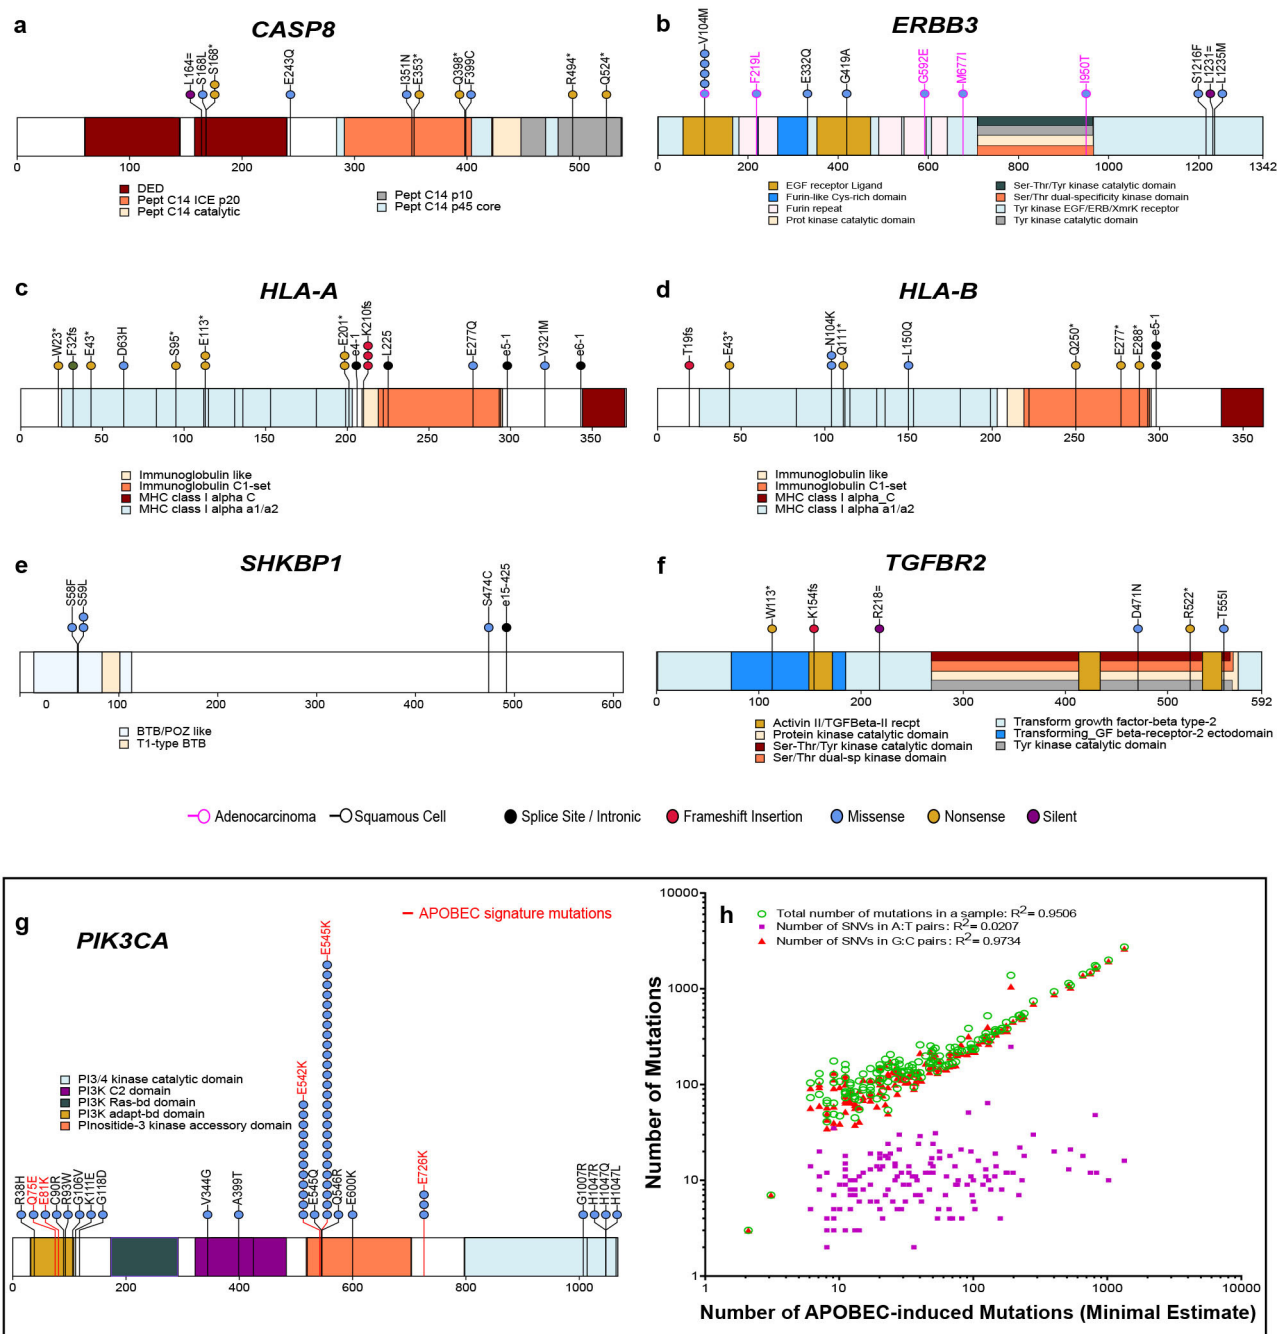 a
CASP8
L164=
S168L
S168*
E243Q
I351N
E353*
Q398*
F399C
R494*
Q524*
0 100 200 300 400 500
DED
Pept C14 ICE p20
Pept C14 catalytic
Pept C14 p10
Pept C14 p45 core
b
ERBB3
V104M
F219L
E332Q
G419A
G592E
M677I
I950T
S1216F
L1231=
L1235M
0 200 400 600 800 1000 1200 1342
EGF receptor Ligand
Furin-like Cys-rich domain
Furin repeat
Prot kinase catalytic domain
Ser-Thr/Tyr kinase catalytic domain
Ser/Thr dual-specificity kinase domain
Tyr kinase EGF/ERB/XmrK receptor
Tyr kinase catalytic domain
c
HLA-A
W23*
F32fs
E43*
D63H
S95*
E113*
E201*
e4-1
K210fs
L225
E277Q
e5-1
V321M
e6-1
0 50 100 150 200 250 300 350
Immunoglobulin like
Immunoglobulin C1-set
MHC class I alpha C
MHC class I alpha a1/a2
d
HLA-B
T19fs
E43*
N104K
Q111*
L150Q
Q250*
E277*
E288*
e5-1
0 50 100 150 200 250 300 350
Immunoglobulin like
Immunoglobulin C1-set
MHC class I alpha_C
MHC class I alpha a1/a2
e
SHKBP1
S58F
S59L
S474C
e15-425
0 100 200 300 400 500 600
BTB/POZ like
T1-type BTB
f
TGFBR2
W113*
K154fs
R218=
D471N
R522*
T555I
0 100 200 300 400 500 592
Activin II/TGFBeta-II recpt
Protein kinase catalytic domain
Ser-Thr/Tyr kinase catalytic domain
Ser/Thr dual-sp kinase domain
Transform growth factor-beta type-2
Transforming_GF beta-receptor-2 ectodomain
Tyr kinase catalytic domain
Adenocarcinoma Squamous Cell Splice Site / Intronic Frameshift Insertion Missense Nonsense Silent
g
PIK3CA
APOBEC signature mutations
PI3/4 kinase catalytic domain
PI3K C2 domain
PI3K Ras-bd domain
PI3K adapt-bd domain
PInositide-3 kinase accessory domain
R38H
Q75E
E81K
C90R
R93W
G106V
K111E
G118D
V344G
A399T
E542K
E545Q
E545K
Q546R
E600K
E726K
G1007R
H1047R
H1047Q
H1047L
0 200 400 600 800 1000
h
Total number of mutations in a sample: R2= 0.9506
Number of SNVs in A:T pairs: R2= 0.0207
Number of SNVs in G:C pairs: R2= 0.9734
Number of Mutations
10000
1000
100
10
1
1 10 100 1000 10000
Number of APOBEC-induced Mutations (Minimal Estimate)